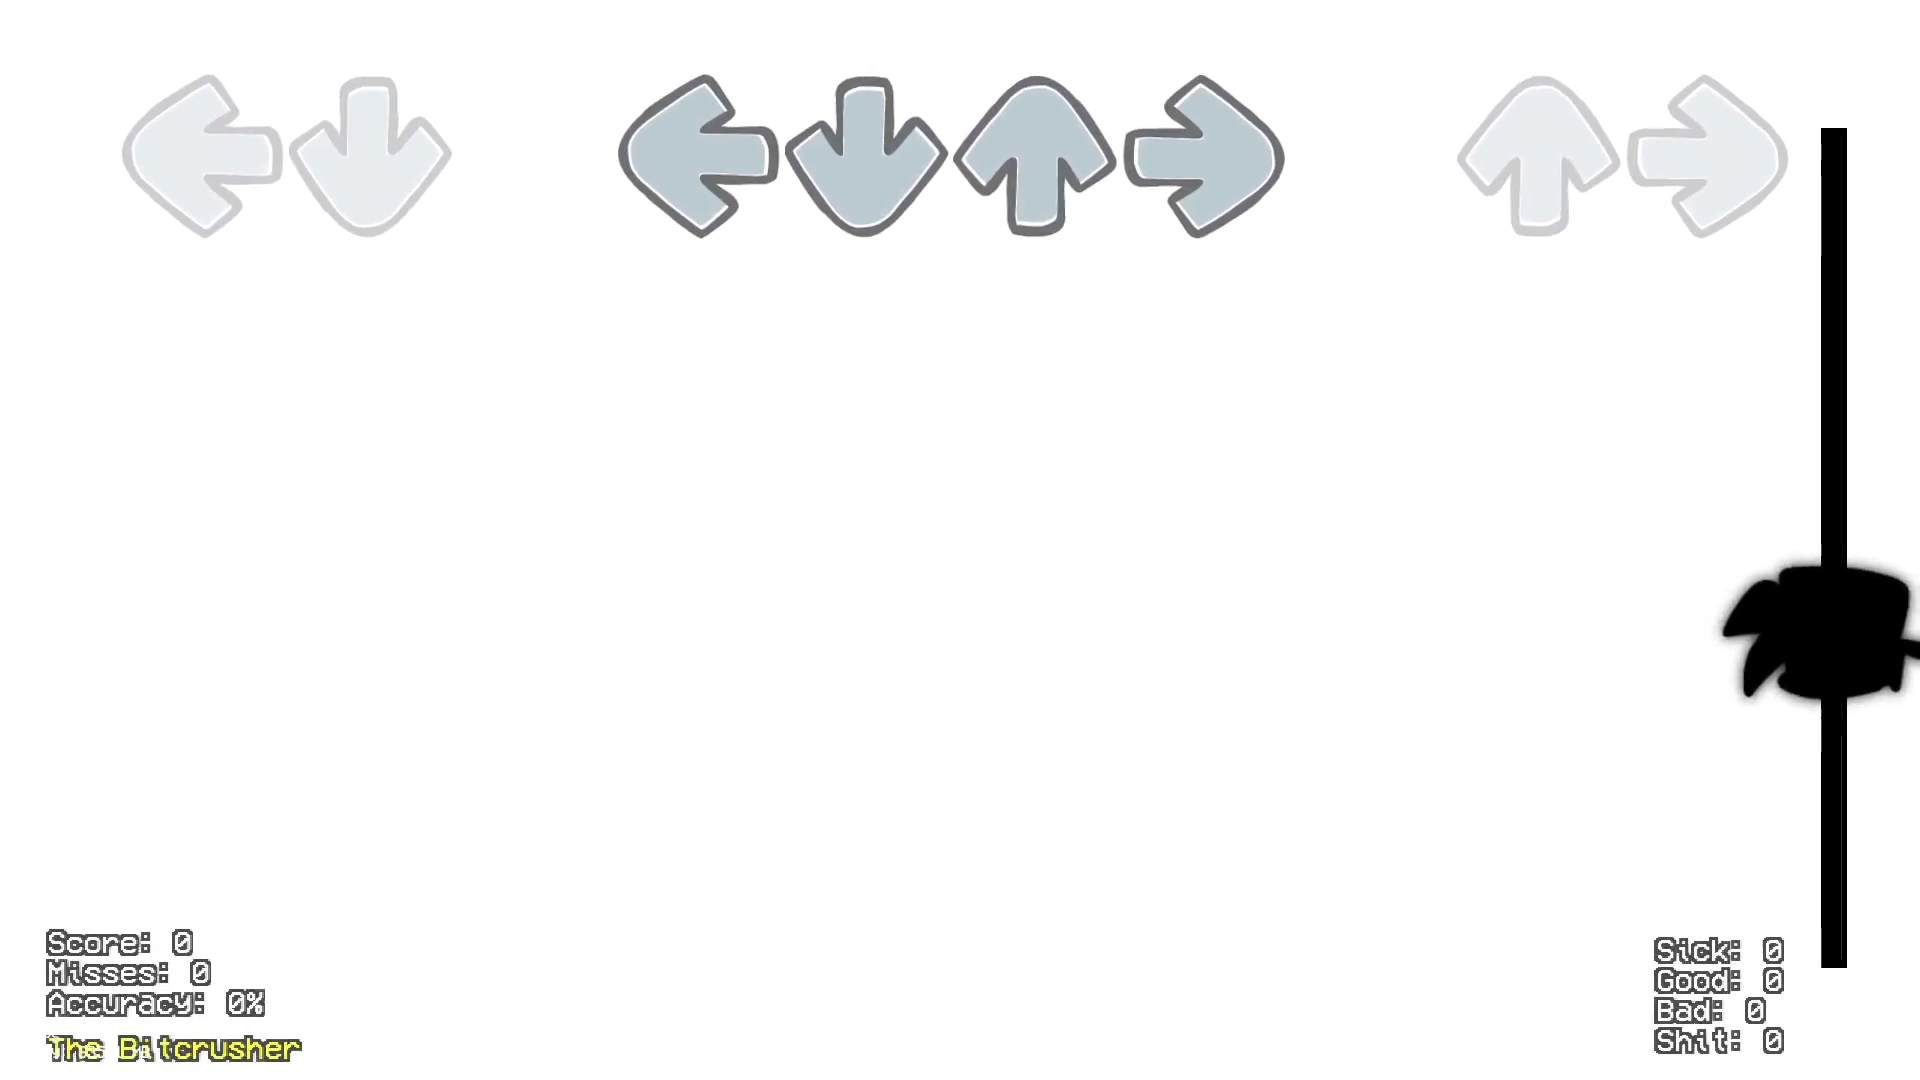 Score: 0
Misses: 0
Accuracy: 0%
The Bitcrusher
Sick: 0
Good: 0
Bad: 0
Shit: 0